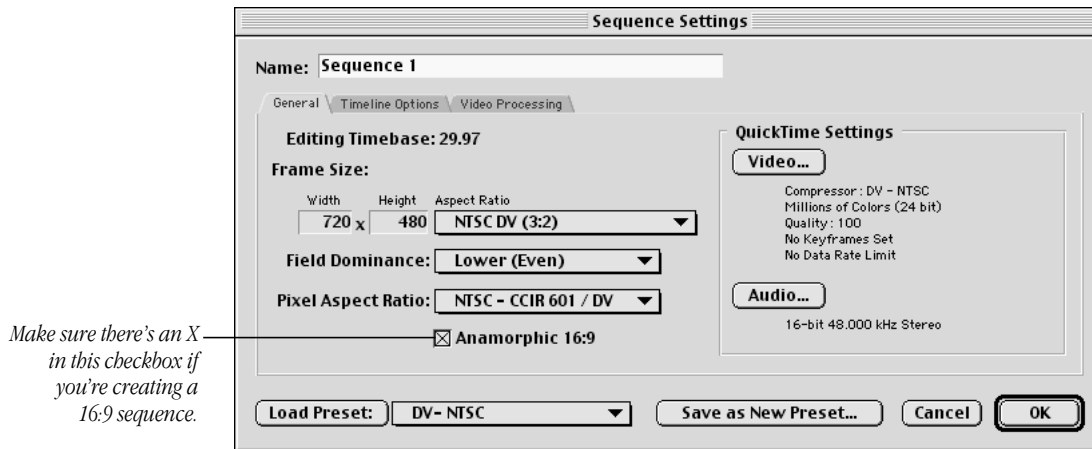 Sequence Settings
Name: Sequence 1
General Timeline Options Video Processing
Editing Timebase: 29.97
Frame Size:
Width Height Aspect Ratio
720 x 480 NTSC DV (3:2)
Field Dominance: Lower (Even)
Pixel Aspect Ratio: NTSC - CCIR 601 / DV
Anamorphic 16:9
QuickTime Settings
Video...
Compressor : DV - NTSC
Millions of Colors (24 bit)
Quality : 100
No Keyframes Set
No Data Rate Limit
Audio...
16-bit 48.000 kHz Stereo
Make sure there's an X
in this checkbox if
you're creating a
16:9 sequence.
Load Preset: DV- NTSC Save as New Preset... Cancel OK